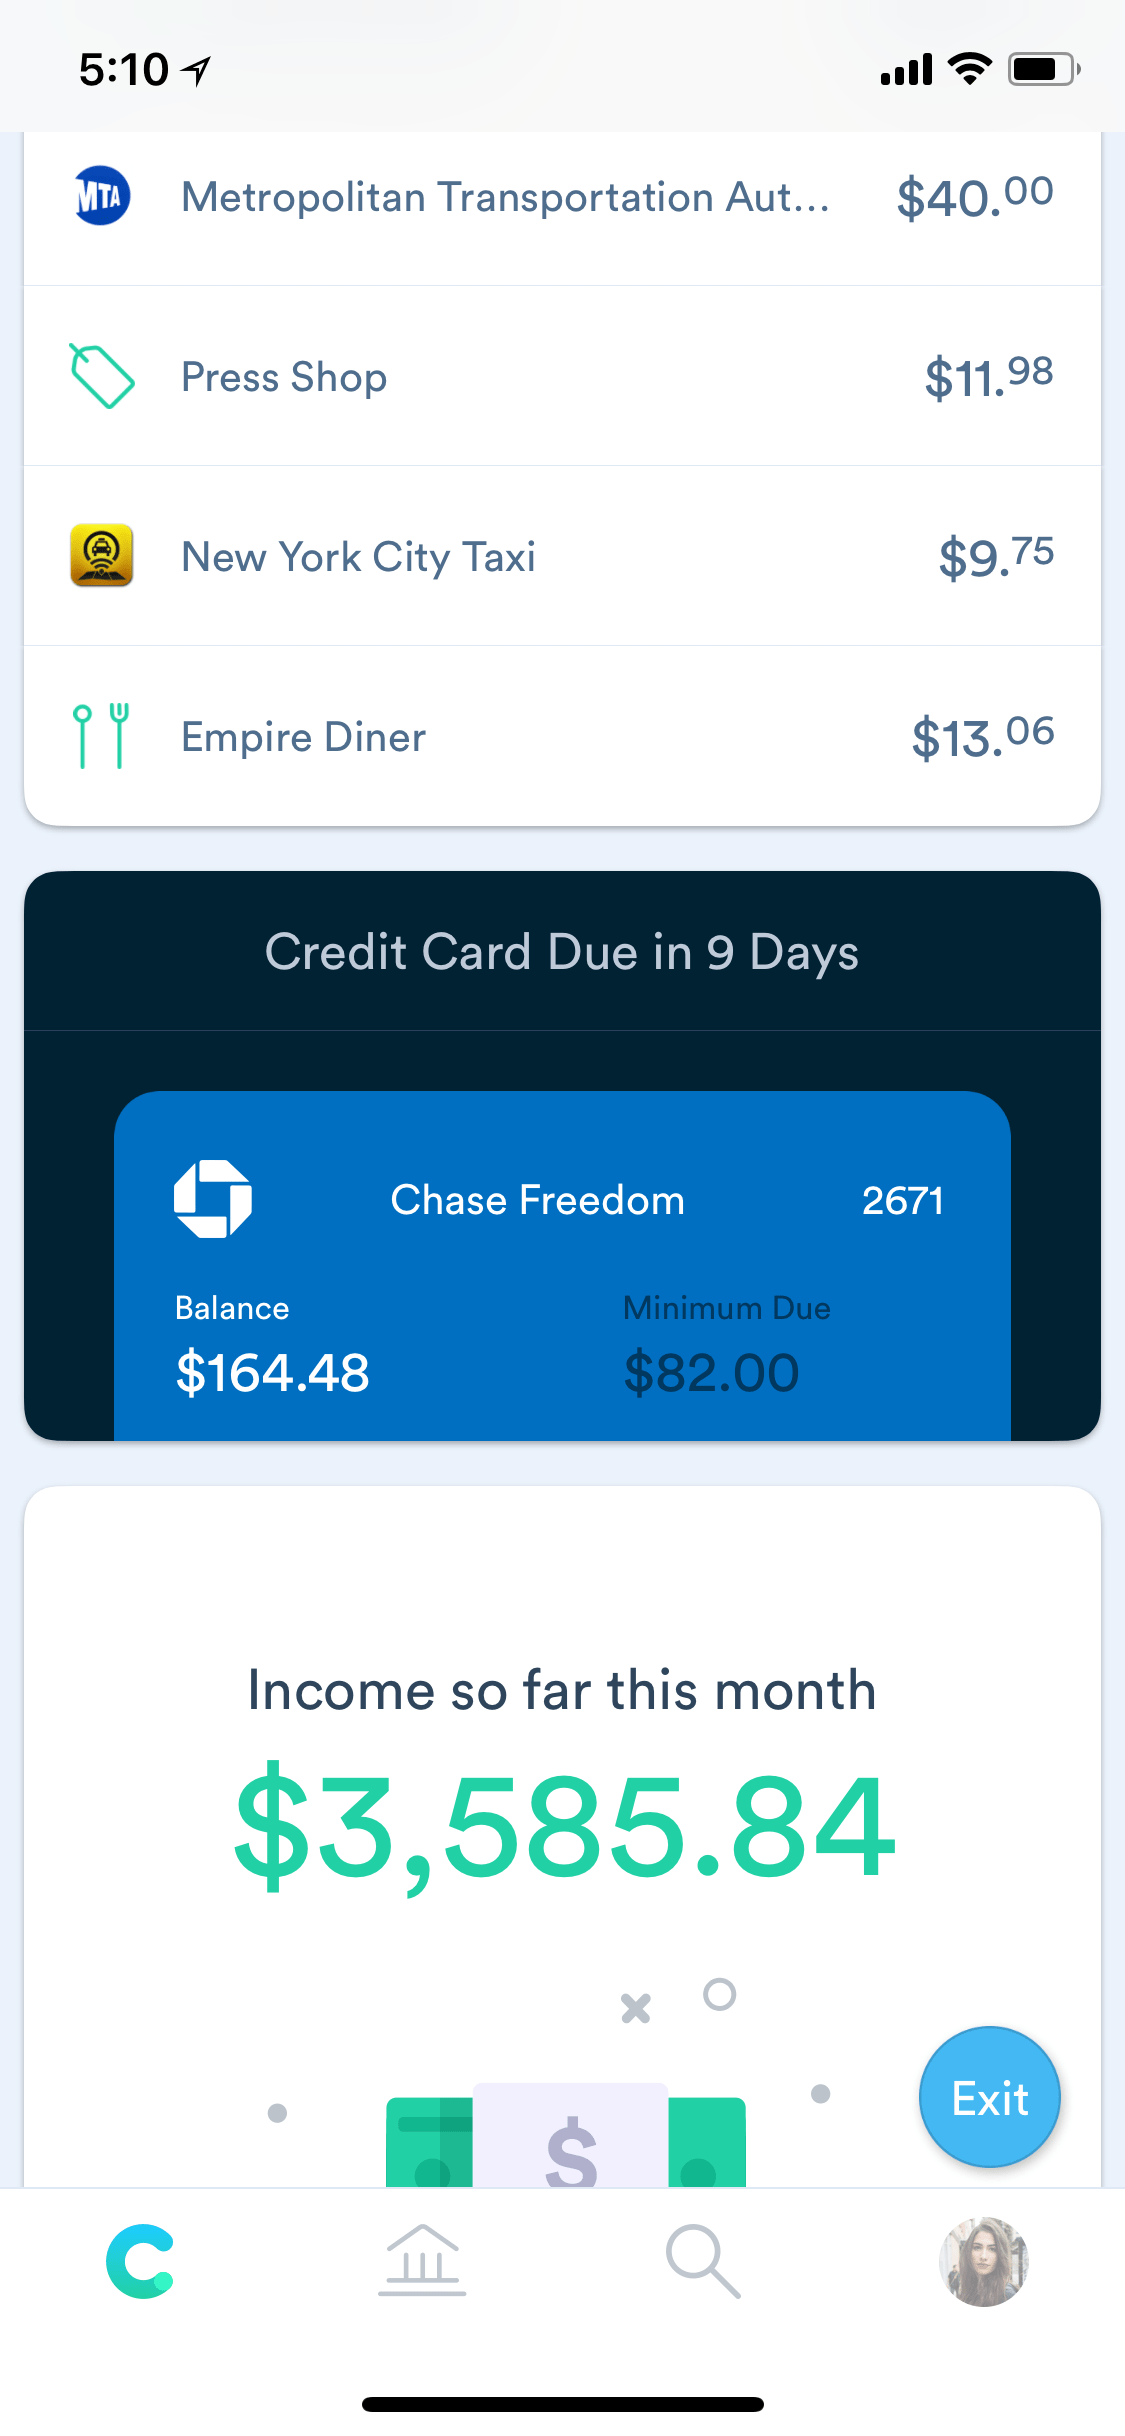 5:10
MTA
Metropolitan Transportation Aut... $40.00
Press Shop $11.98
New York City Taxi $9.75
Empire Diner $13.06
Credit Card Due in 9 Days
Chase Freedom 2671
Balance Minimum Due
$164.48 $82.00
Income so far this month
$3,585.84
$
Exit